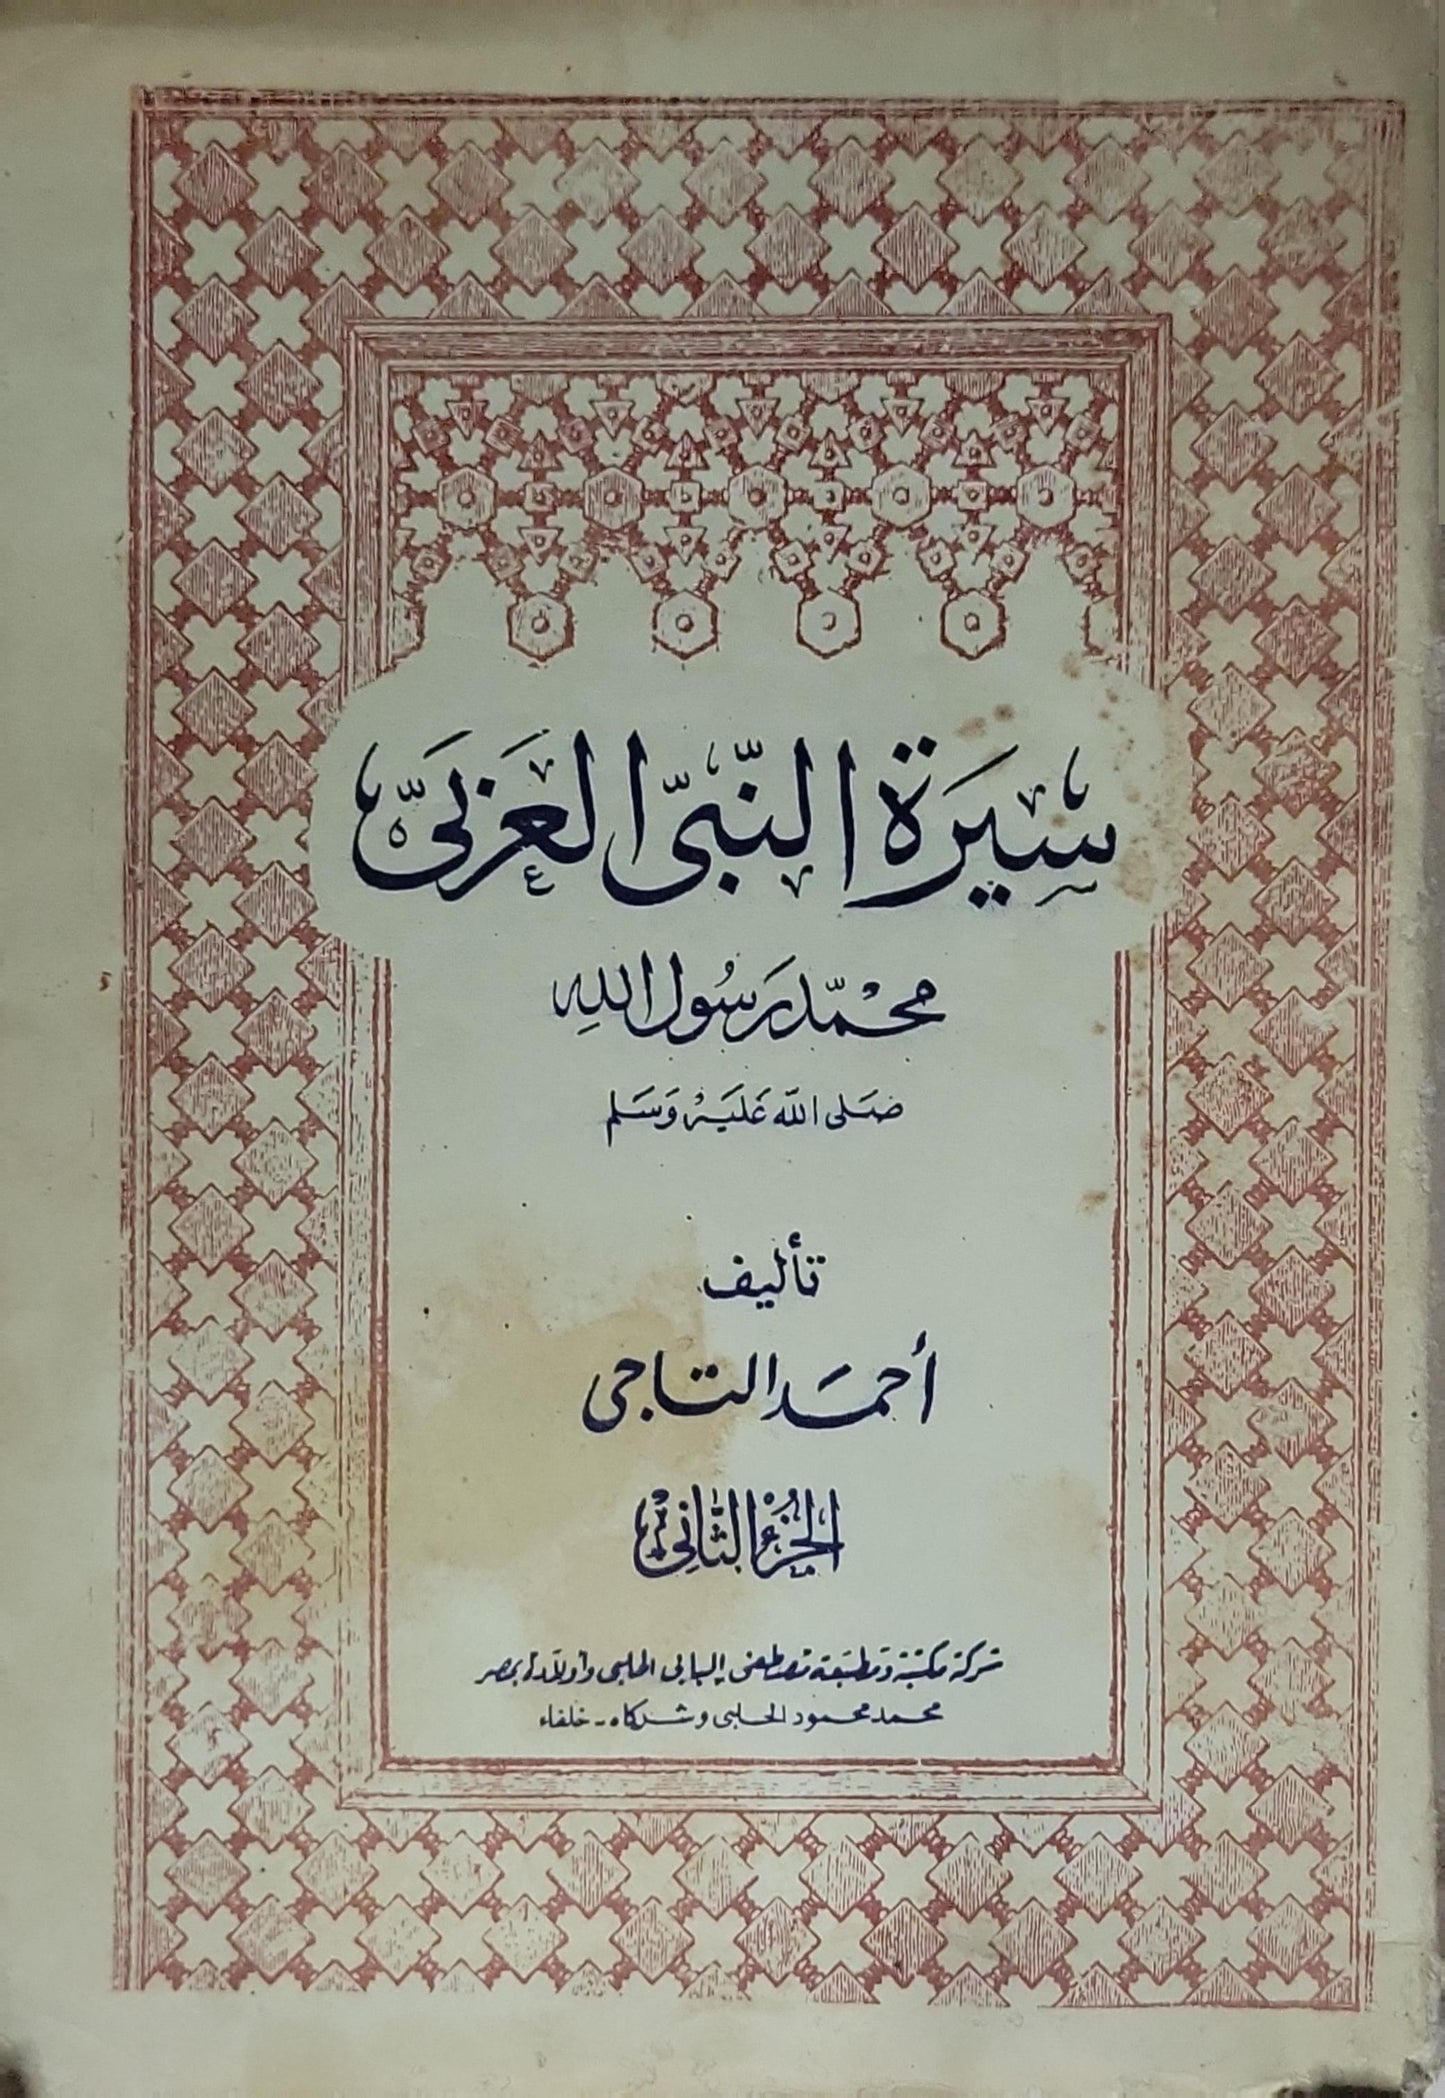 سيرة النبى العربى
محمد رسول الله
صلى الله عليه وسلم
تأليف
أحمد التاجى
الجزء الثانى
شركة مكتبة ومطبعة مصطفى البابى الحلبى وأولاده بمصر
محمد محمود الحلبى وشركاه - خلفاء